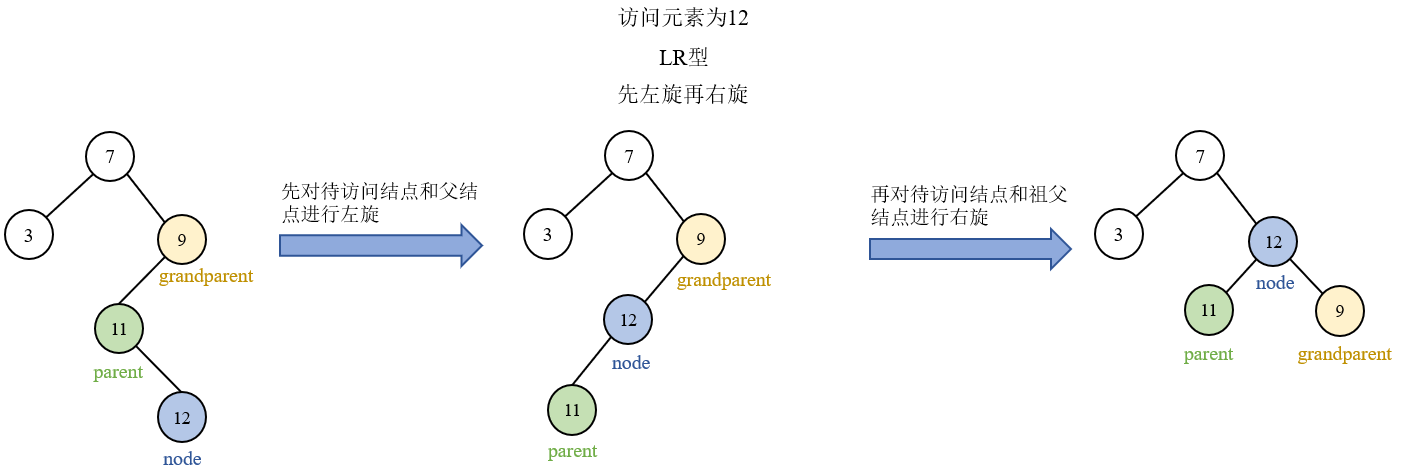 访问元素为12
LR型
先左旋再右旋
7
3
9
grandparent
11
parent
12
node
先对待访问结点和父结
点进行左旋
7
3
9
grandparent
12
node
11
parent
再对待访问结点和祖父
结点进行右旋
7
3
12
node
11
parent
9
grandparent